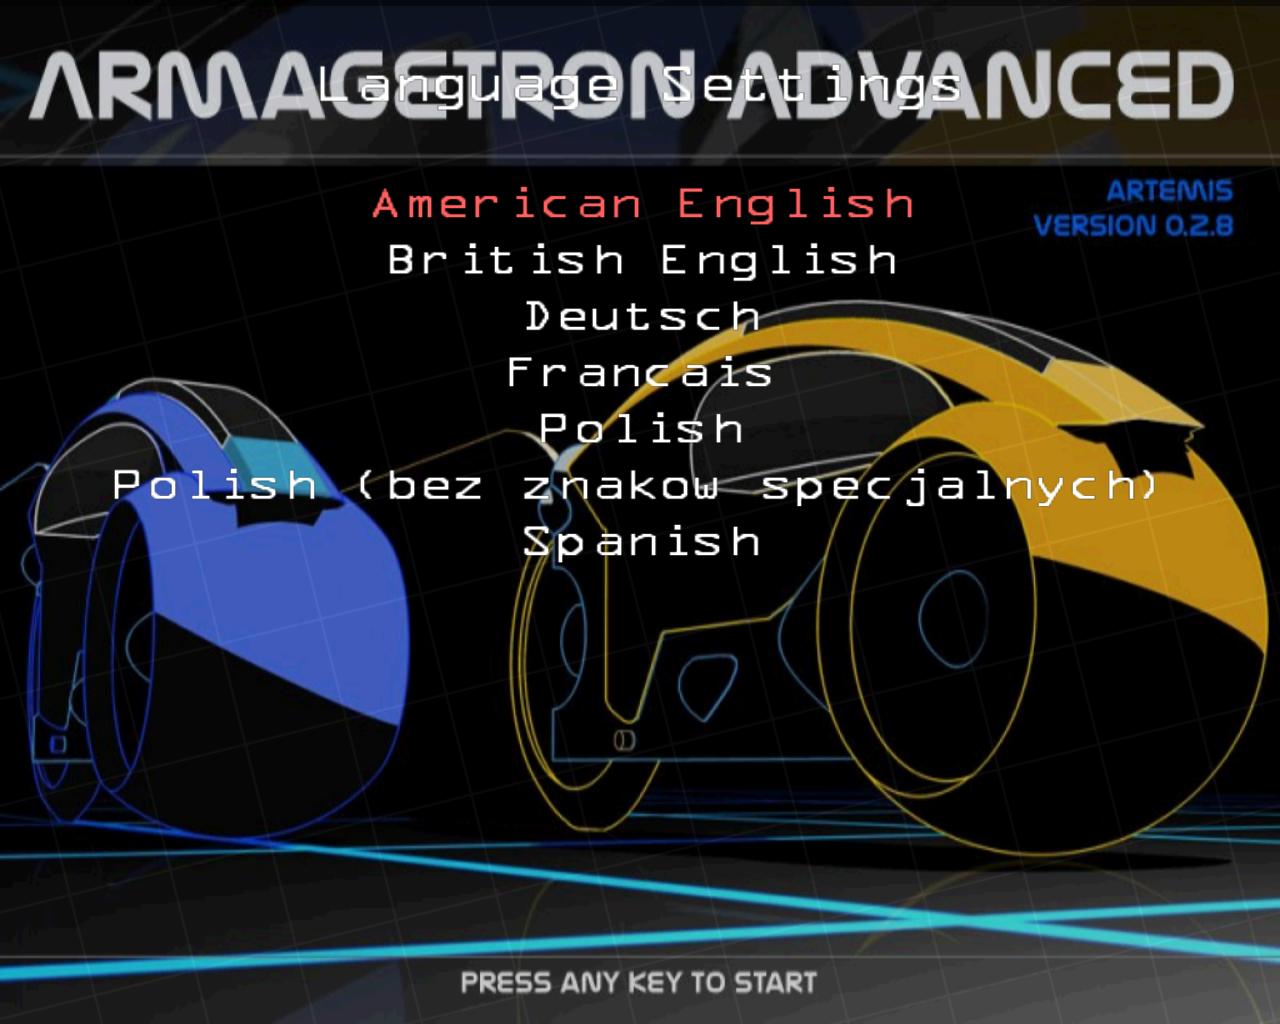 ARMAGETRON ADVANCED
Language Settings
American English
ARTEMIS
VERSION 0.2.8
British English
Deutsch
Francais
Polish
Polish (bez znakow specjalnych)
Spanish
PRESS ANY KEY TO START